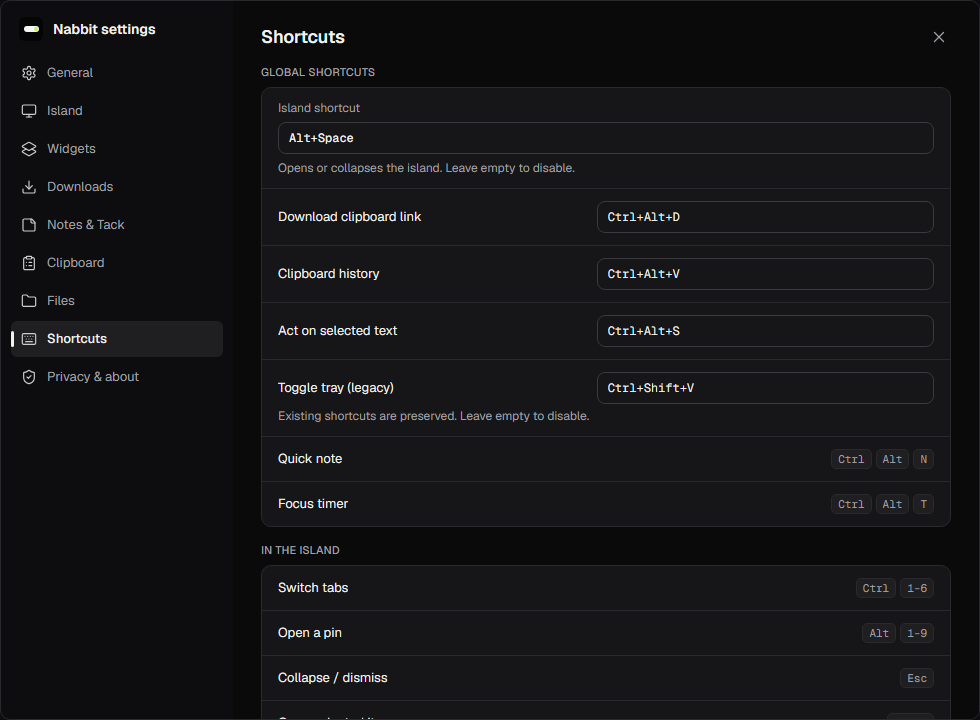 Nabbit settings
General
Island
Widgets
Downloads
Notes & Tack
Clipboard
Files
Shortcuts
Privacy & about
Shortcuts
GLOBAL SHORTCUTS
Island shortcut
Alt+Space
Opens or collapses the island. Leave empty to disable.
Download clipboard link Ctrl+Alt+D
Clipboard history Ctrl+Alt+V
Act on selected text Ctrl+Alt+S
Toggle tray (legacy) Ctrl+Shift+V
Existing shortcuts are preserved. Leave empty to disable.
Quick note Ctrl Alt N
Focus timer Ctrl Alt T
IN THE ISLAND
Switch tabs Ctrl 1-6
Open a pin Alt 1-9
Collapse / dismiss Esc